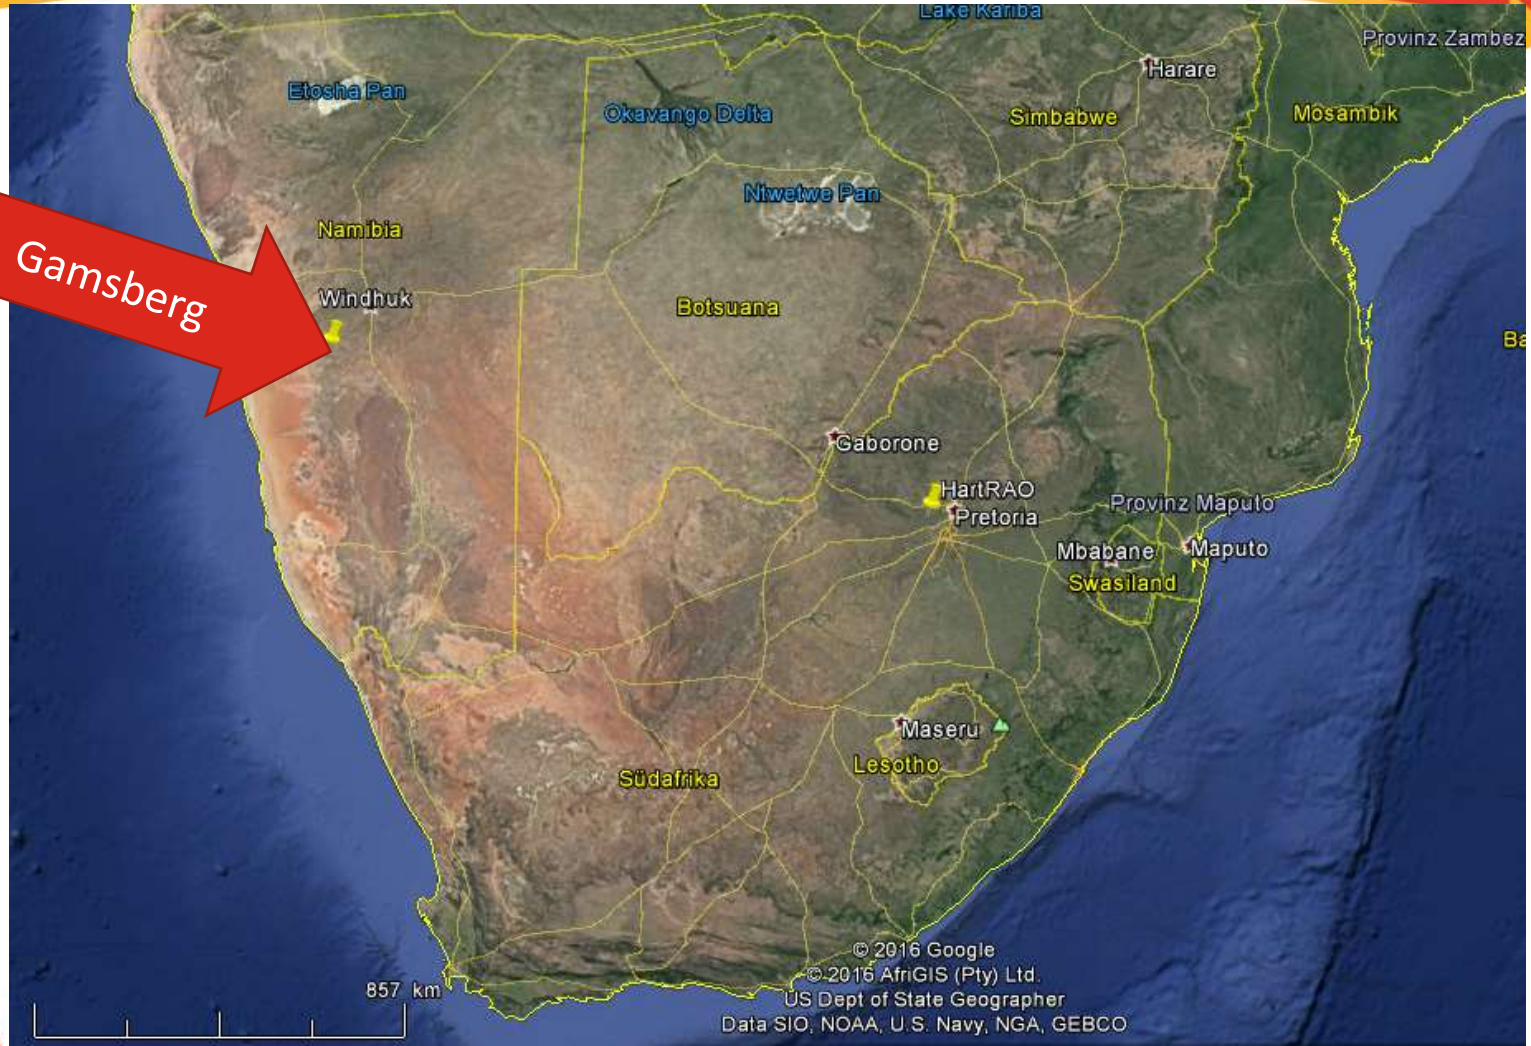 Lake Kariba
Provinz Zambez
Harare
Etosha Pan
Okavango Delta
Simbabwe
Mosambik
Ntwetwe Pan
Namibia
Gamsberg
Windhuk
Botsuana
Ba
Gaborone
HartRAO
Pretoria
Provinz Maputo
Mbabane
Maputo
Swasiland
Maseru
Lesotho
Südafrika
© 2016 Google
© 2016 AfriGIS (Pty) Ltd.
US Dept of State Geographer
Data SIO, NOAA, U.S. Navy, NGA, GEBCO
857 km